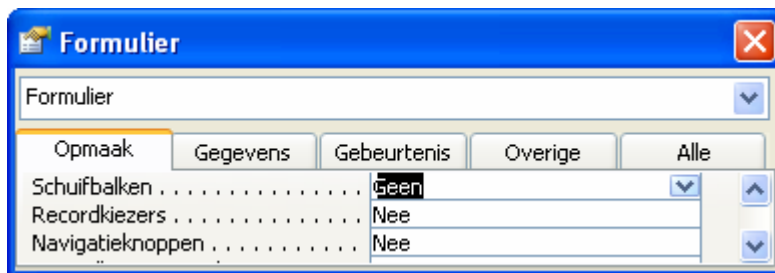 Formulier
Formulier
Opmaak Gegevens Gebeurtenis Overige Alle
Schuifbalken . . . . . . . . . . . . . . . Geen
Recordkiezers . . . . . . . . . . . . . . Nee
Navigatieknoppen . . . . . . . . . . . Nee